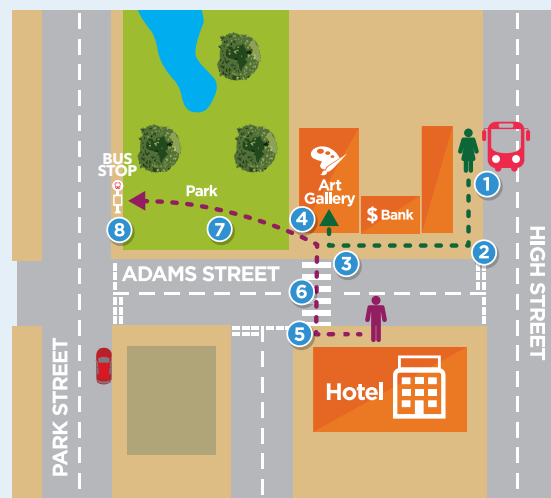 BUS
STOP
Park
Art
Gallery
$ Bank
1
2
3
4
5
6
7
8
ADAMS STREET
HIGH STREET
PARK STREET
Hotel